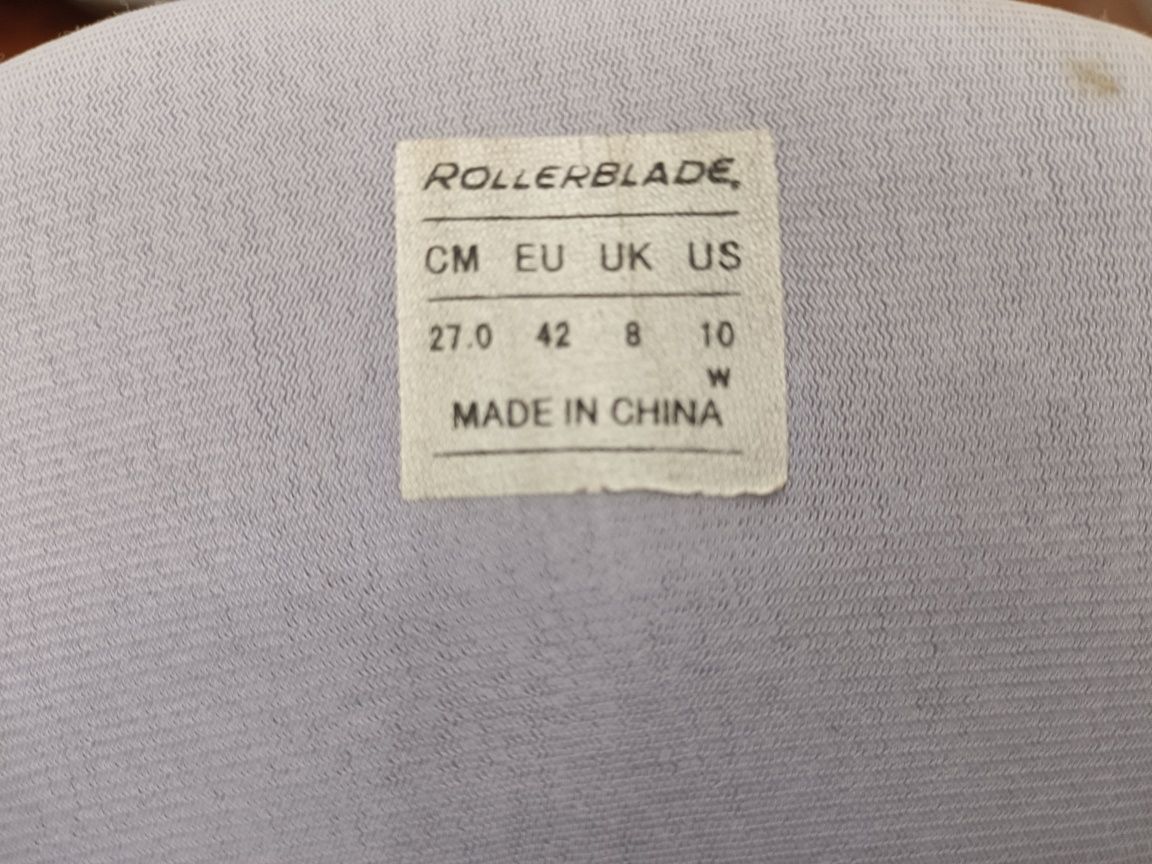 ROLLERBLADE.
CM EU UK US
27.0 42 8 10
W
MADE IN CHINA